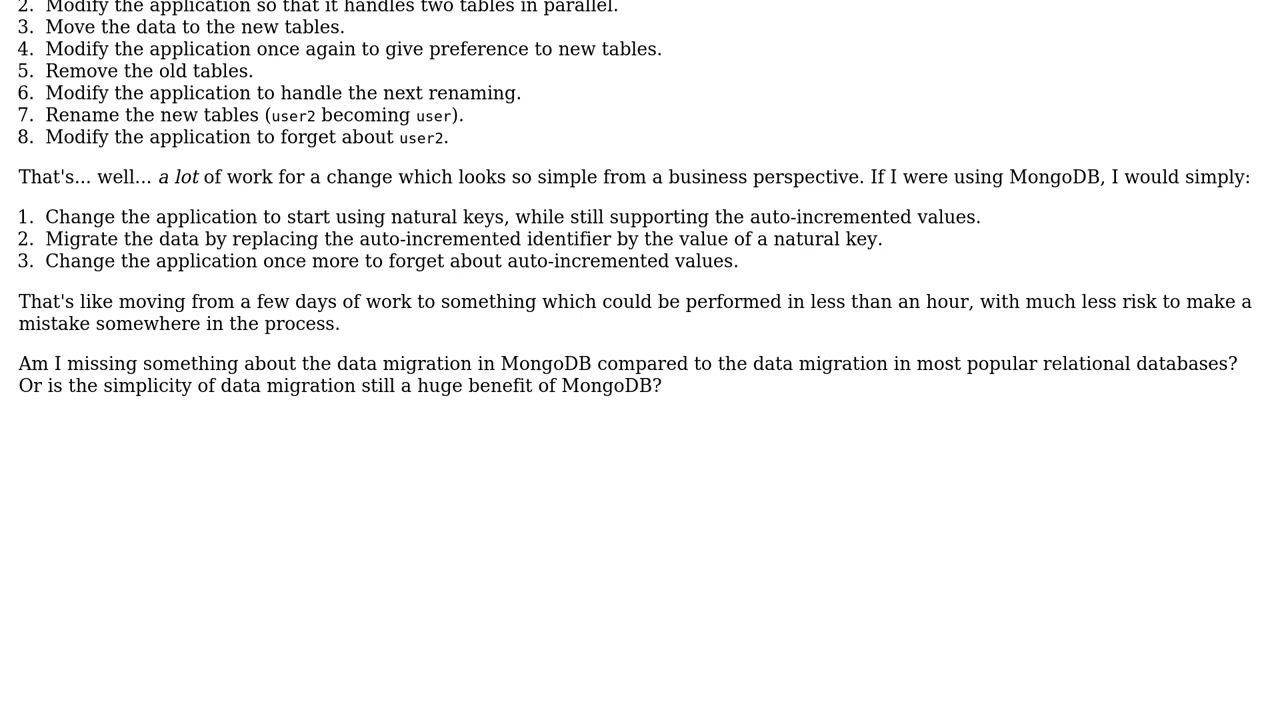 2. Modify the application so that it handles two tables in parallel.
3. Move the data to the new tables.
4. Modify the application once again to give preference to new tables.
5. Remove the old tables.
6. Modify the application to handle the next renaming.
7. Rename the new tables (user2 becoming user).
8. Modify the application to forget about user2.
That's... well... a lot of work for a change which looks so simple from a business perspective. If I were using MongoDB, I would simply:
1. Change the application to start using natural keys, while still supporting the auto-incremented values.
2. Migrate the data by replacing the auto-incremented identifier by the value of a natural key.
3. Change the application once more to forget about auto-incremented values.
That's like moving from a few days of work to something which could be performed in less than an hour, with much less risk to make a
mistake somewhere in the process.
Am I missing something about the data migration in MongoDB compared to the data migration in most popular relational databases?
Or is the simplicity of data migration still a huge benefit of MongoDB?